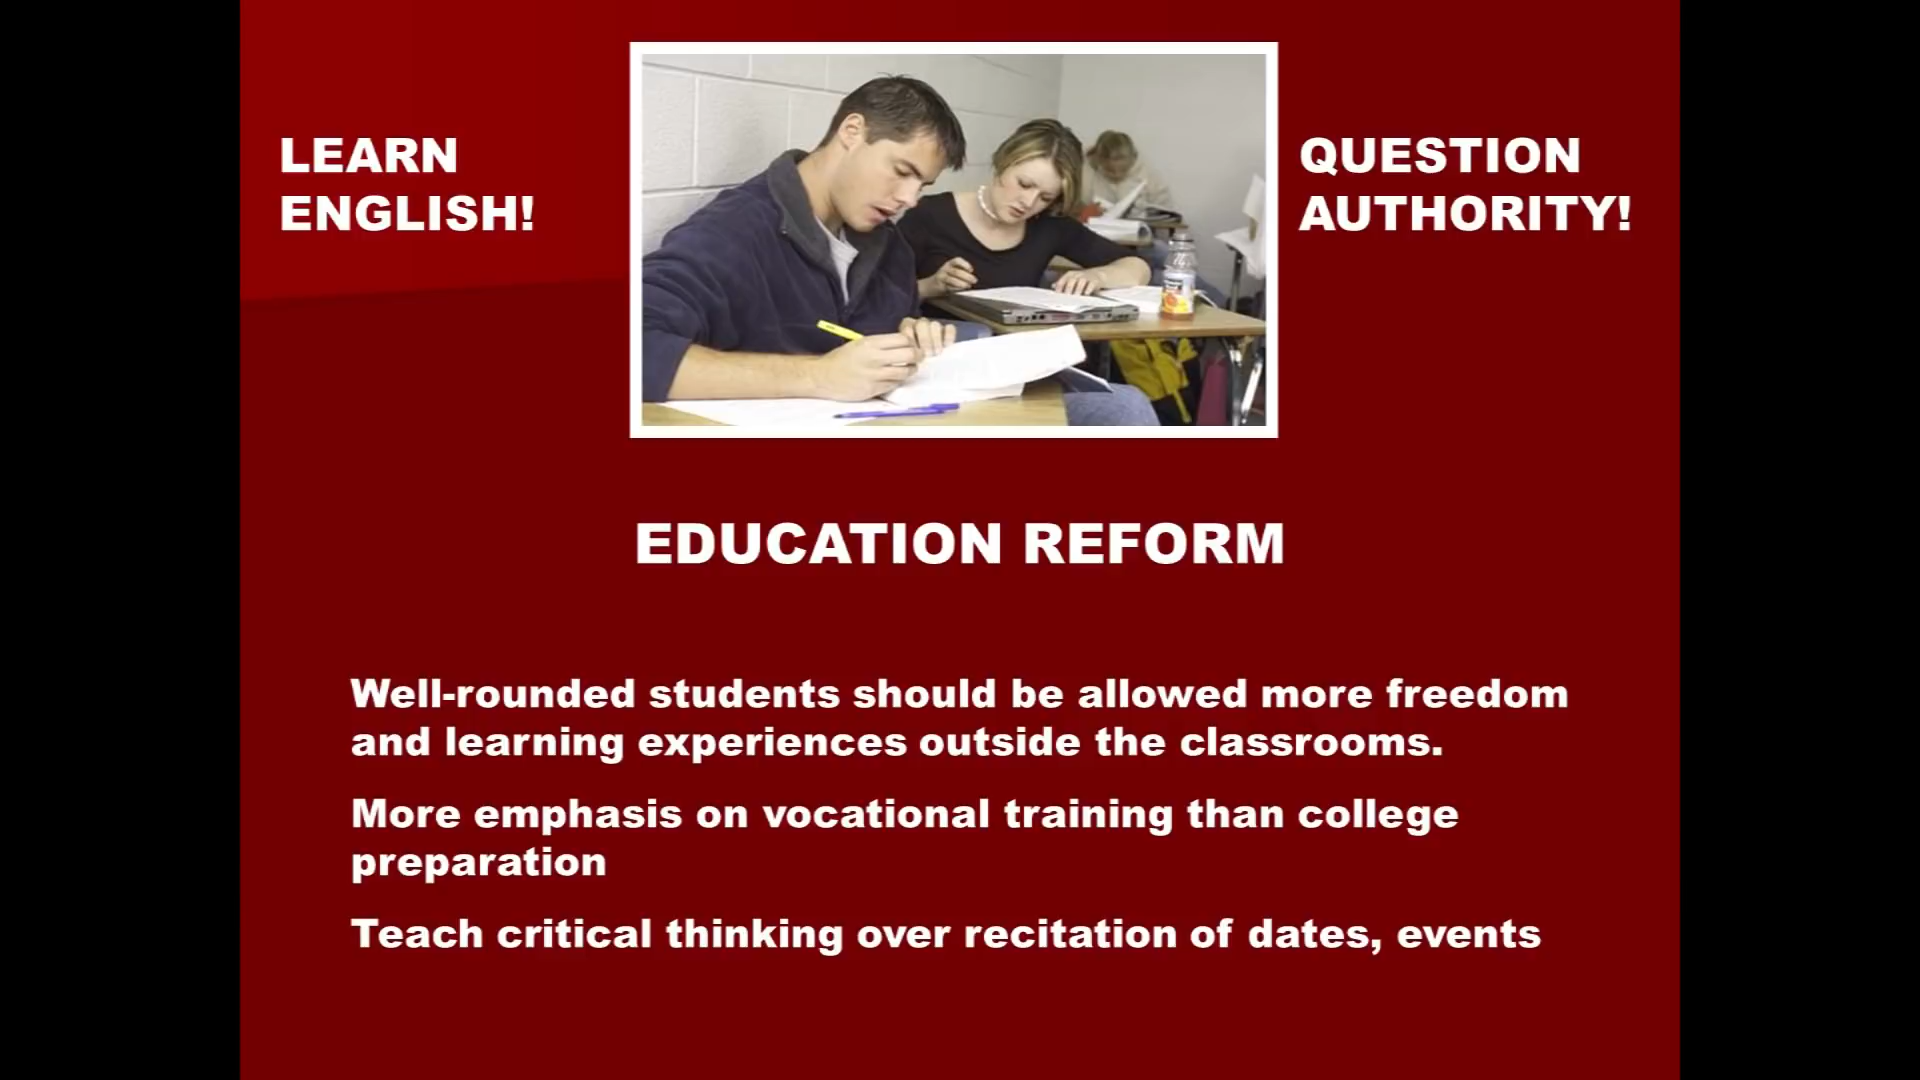 LEARN
ENGLISH!
QUESTION
AUTHORITY!
EDUCATION REFORM
Well-rounded students should be allowed more freedom
and learning experiences outside the classrooms.
More emphasis on vocational training than college
preparation
Teach critical thinking over recitation of dates, events